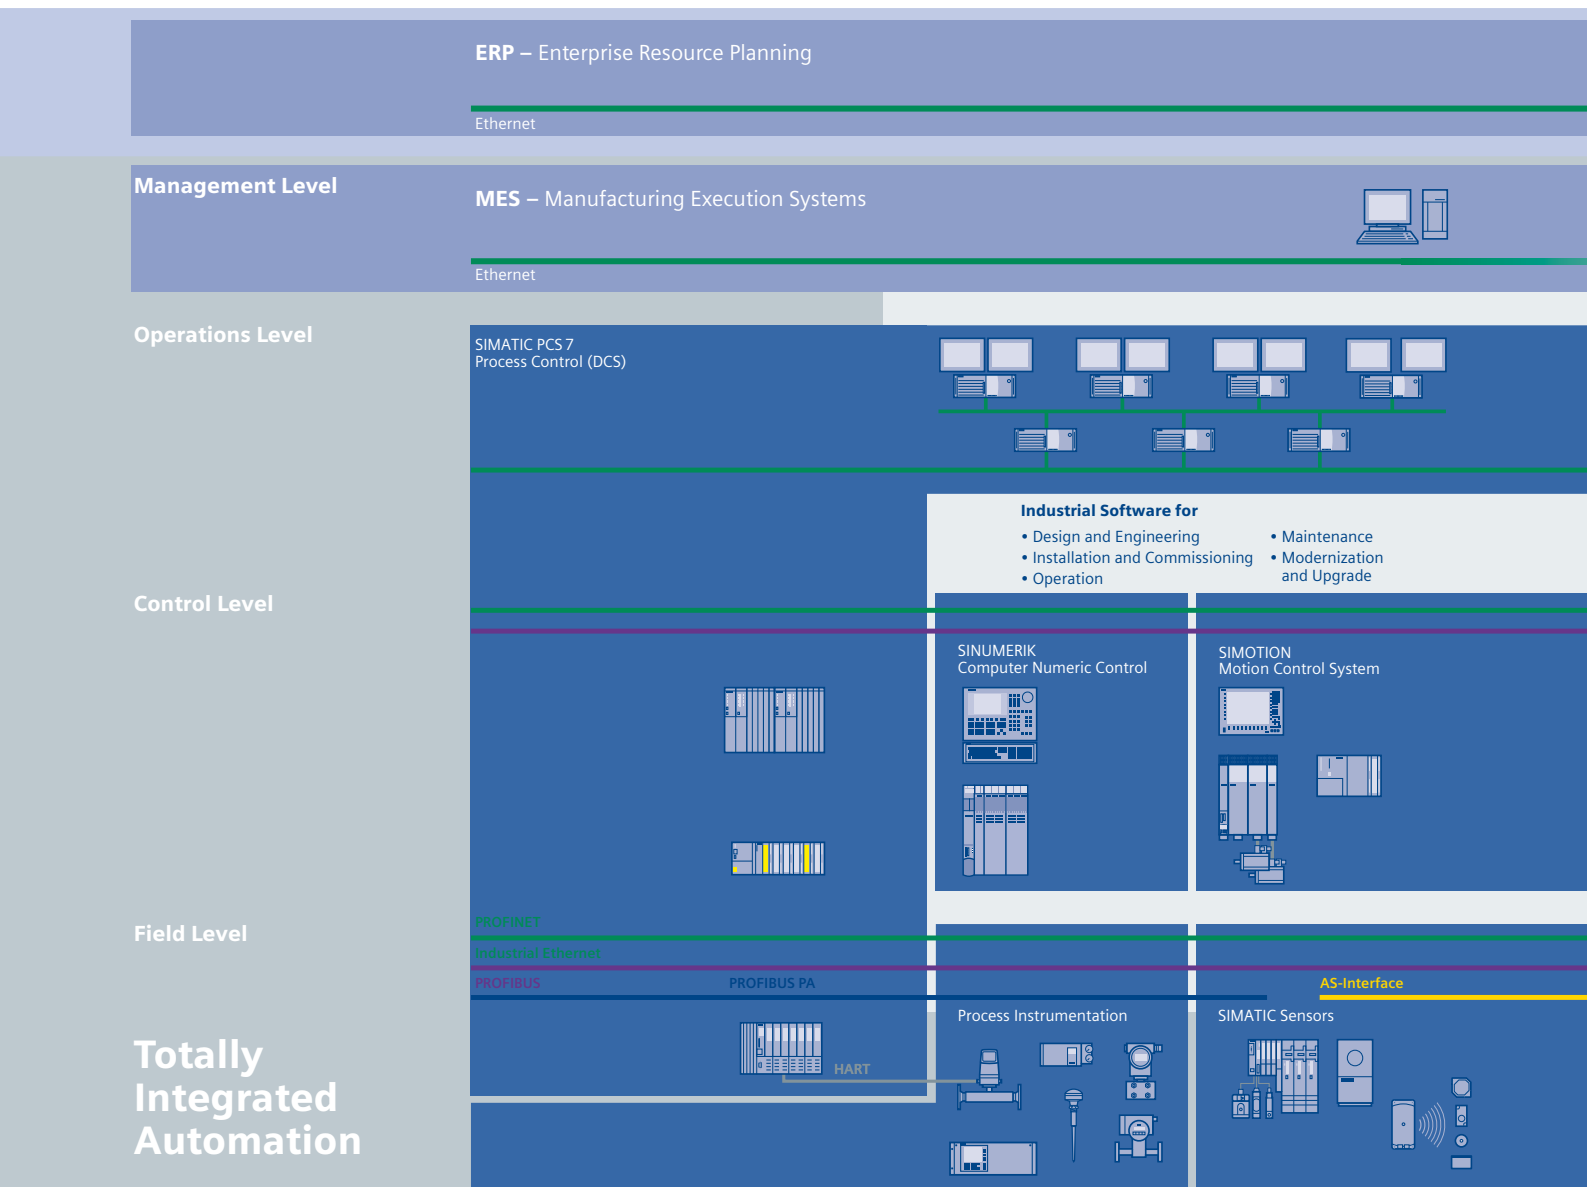 ERP – Enterprise Resource Planning
Ethernet
Management Level
MES – Manufacturing Execution Systems
Ethernet
Operations Level
SIMATIC PCS 7
Process Control (DCS)
Industrial Software for
• Design and Engineering
• Installation and Commissioning
• Operation
• Maintenance
• Modernization
and Upgrade
Control Level
SINUMERIK
Computer Numeric Control
SIMOTION
Motion Control System
Field Level
PROFINET
Industrial Ethernet
PROFIBUS
PROFIBUS PA
AS-Interface
Process Instrumentation
SIMATIC Sensors
HART
Totally
Integrated
Automation